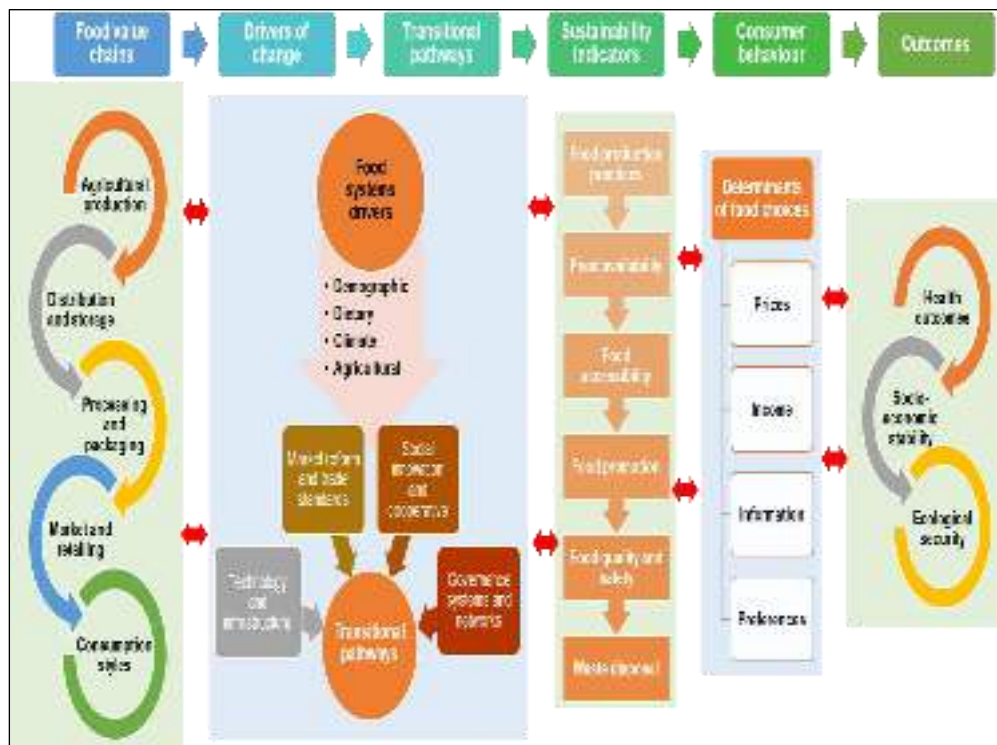 Food value
chains
Drivers of
change
Transitional
pathways
Sustainability
indicators
Consumer
behaviour
Outcomes
Agricultural
production
Distribution
and storage
Processing
and
packaging
Market and
retailing
Consumption
styles
Food
systems
drivers
• Demographic
• Dietary
• Climate
• Agricultural
Market reform
and trade
standards
Social
innovation
and
cooperative
Technology
and
infrastructure
Governance
systems and
networks
Transitional
pathways
Food production
practices
Food availability
Food
accessibility
Food promotion
Food quality and
safety
Waste disposal
Determinants
of food choices
Prices
Income
Information
Preferences
Health
outcome
Socio-
economic
stability
Ecological
security